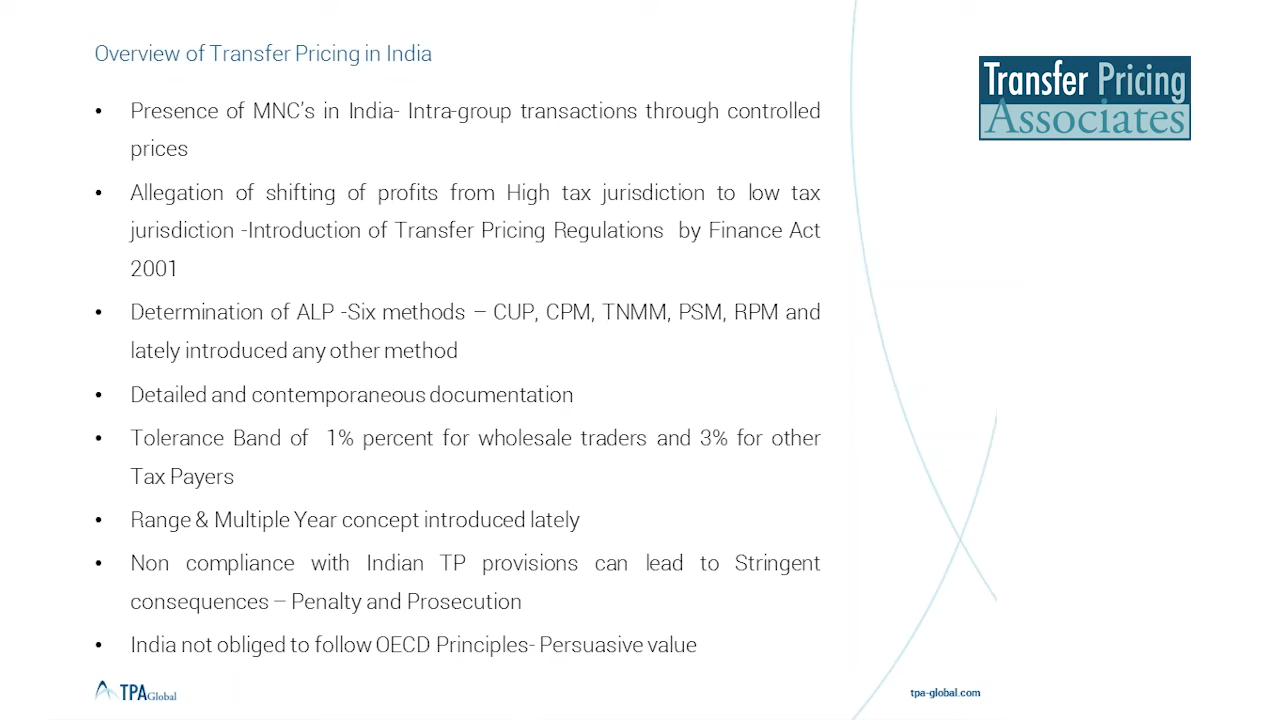 Overview of Transfer Pricing in India
Transfer Pricing
Associates
• Presence of MNC's in India- Intra-group transactions through controlled
prices
• Allegation of shifting of profits from High tax jurisdiction to low tax
jurisdiction -Introduction of Transfer Pricing Regulations by Finance Act
2001
• Determination of ALP -Six methods – CUP, CPM, TNMM, PSM, RPM and
lately introduced any other method
• Detailed and contemporaneous documentation
• Tolerance Band of 1% percent for wholesale traders and 3% for other
Tax Payers
• Range & Multiple Year concept introduced lately
• Non compliance with Indian TP provisions can lead to Stringent
consequences – Penalty and Prosecution
• India not obliged to follow OECD Principles- Persuasive value
TPA Global
tpa-global.com